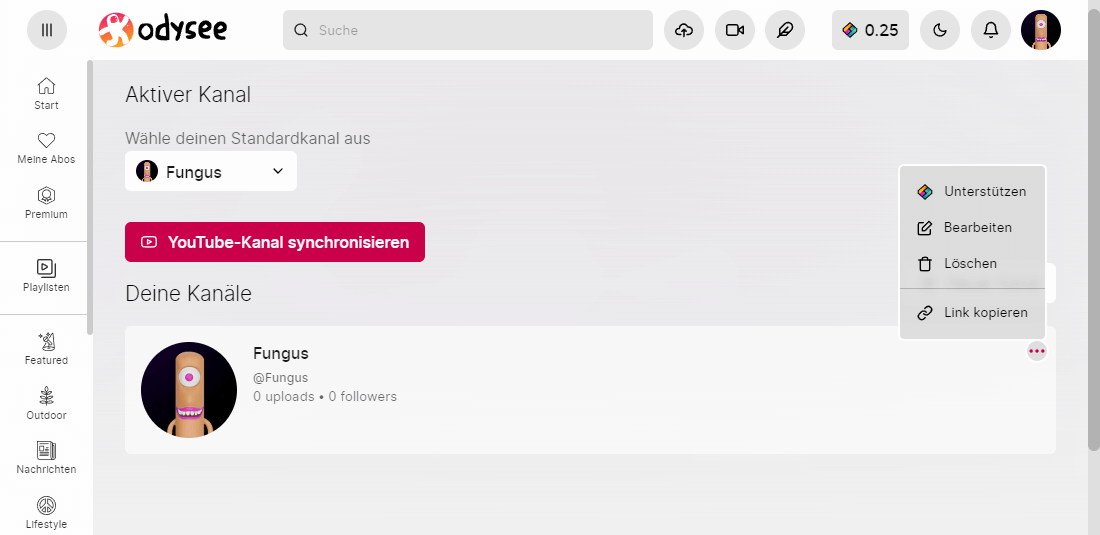 odysee
Suche
0.25
Start
Meine Abos
Premium
Playlisten
Featured
Outdoor
Nachrichten
Lifestyle
Aktiver Kanal
Wähle deinen Standardkanal aus
Fungus
YouTube-Kanal synchronisieren
Deine Kanäle
Unterstützen
Bearbeiten
Löschen
Link kopieren
Fungus
@Fungus
0 uploads • 0 followers